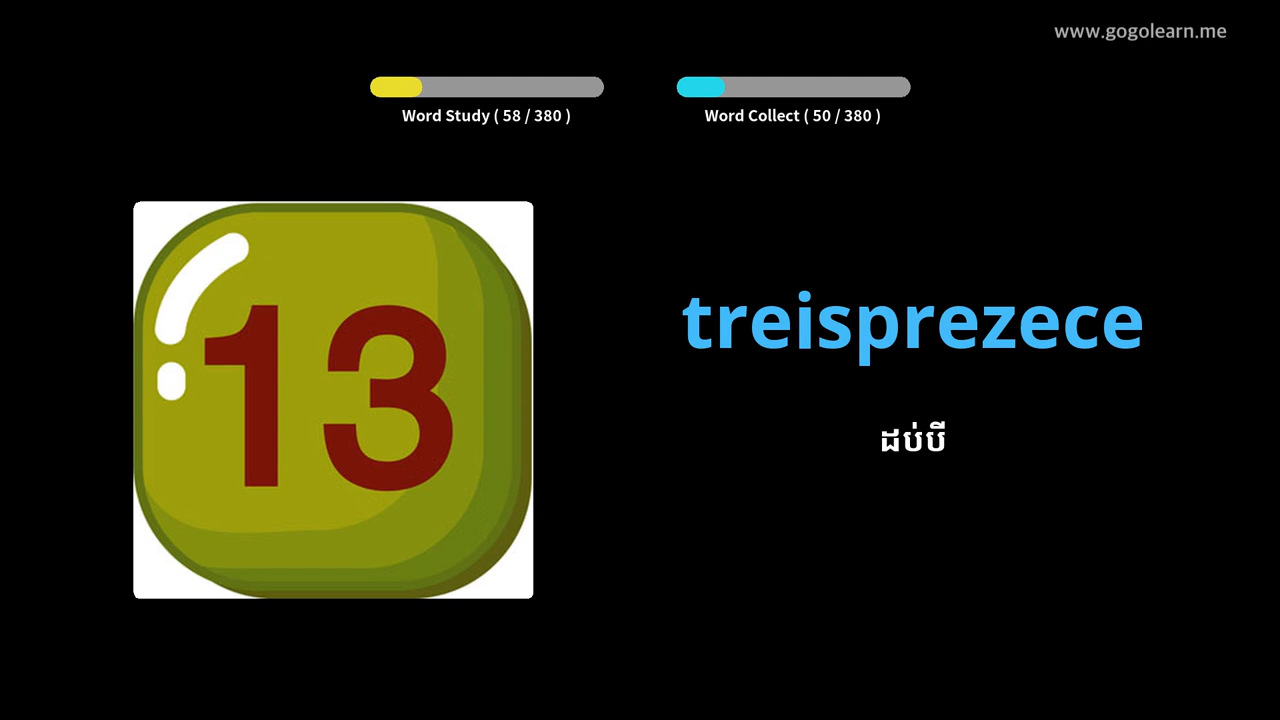 www.gogolearn.me
Word Study ( 58 / 380 )
Word Collect ( 50 / 380 )
13
treisprezece
ដប់បី